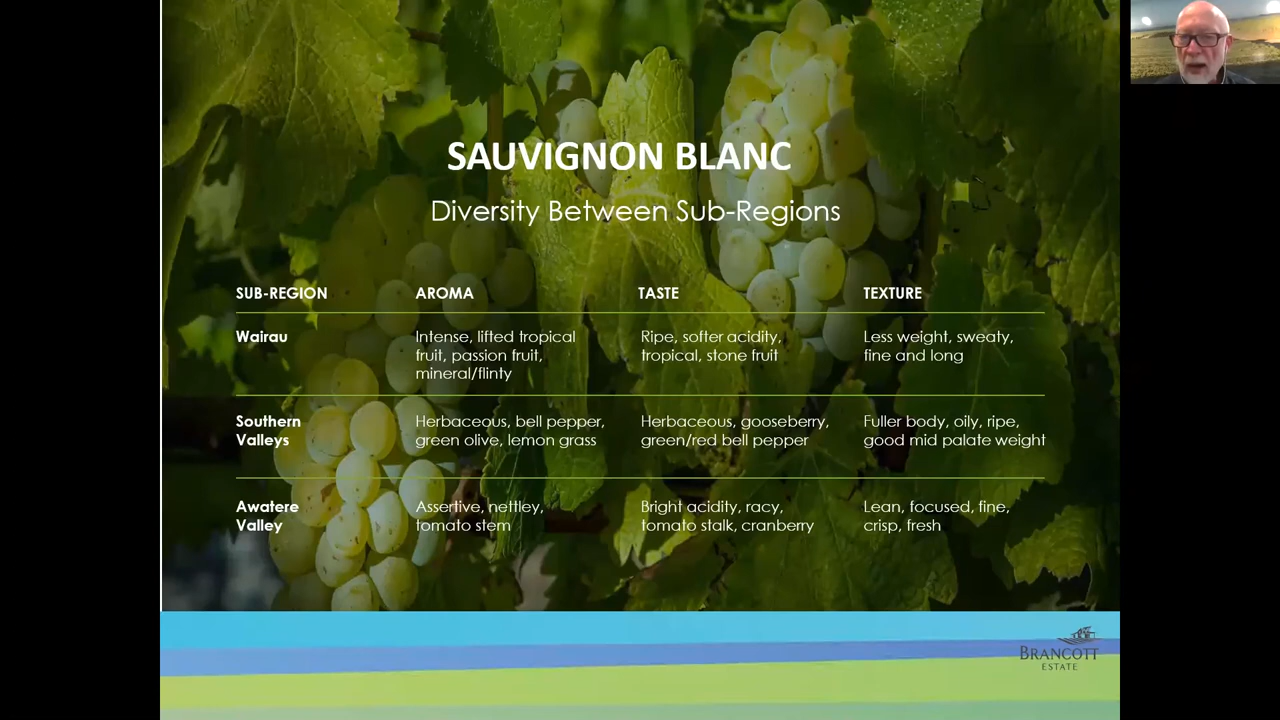 SAUVIGNON BLANC
Diversity Between Sub-Regions
SUB-REGION AROMA TASTE TEXTURE
Wairau
Intense, lifted tropical
fruit, passion fruit,
mineral/flinty
Ripe, softer acidity,
tropical, stone fruit
Less weight, sweaty,
fine and long
Southern
Valleys
Herbaceous, bell pepper,
green olive, lemon grass
Herbaceous, gooseberry,
green/red bell pepper
Fuller body, oily, ripe,
good mid palate weight
Awatere
Valley
Assertive, nettley,
tomato stem
Bright acidity, racy,
tomato stalk, cranberry
Lean, focused, fine,
crisp, fresh
BRANCOTT
ESTATE